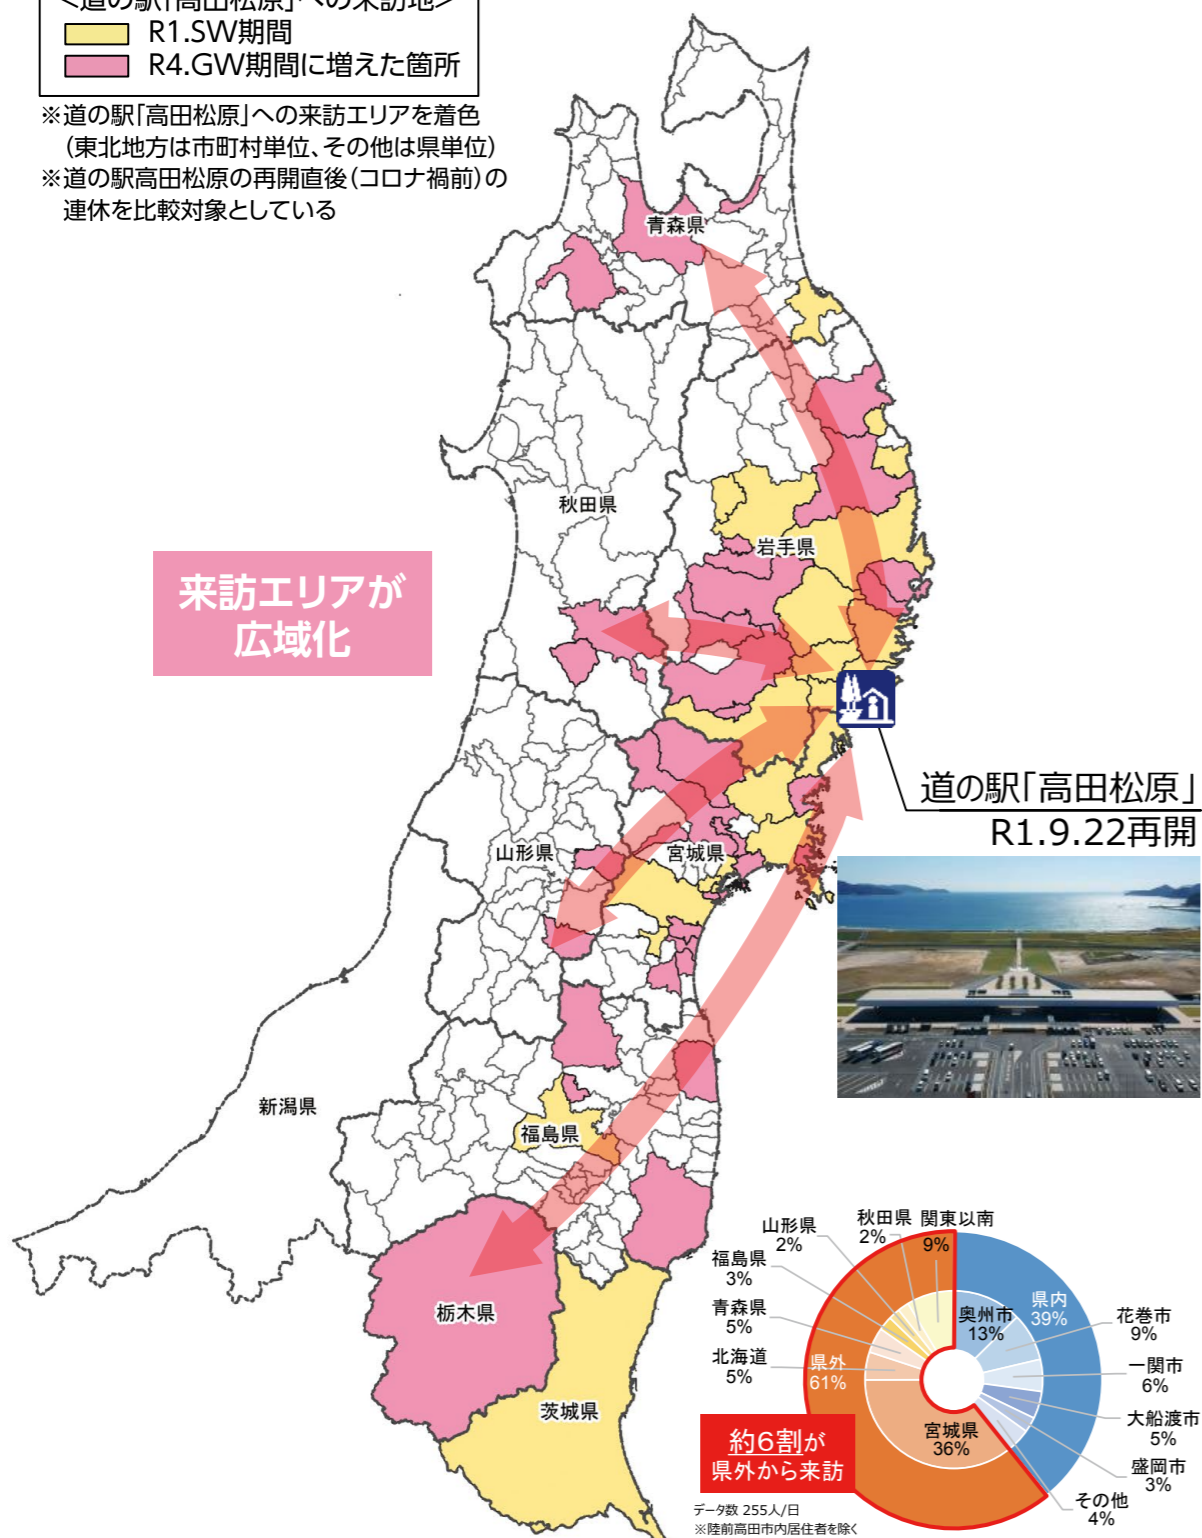 <道の駅「高田松原」への来訪地>
R1.SW期間
R4.GW期間に増えた箇所
※道の駅「高田松原」への来訪エリアを着色
(東北地方は市町村単位、その他は県単位)
※道の駅高田松原の再開直後(コロナ禍前)の
連休を比較対象としている
青森県
秋田県
岩手県
来訪エリアが
広域化
道の駅「高田松原」
R1.9.22再開
山形県
宮城県
新潟県
福島県
栃木県
茨城県
山形県
2%
秋田県
2%
関東以南
9%
福島県
3%
青森県
5%
北海道
5%
県外
61%
宮城県
36%
奥州市
13%
県内
39%
花巻市
9%
一関市
6%
大船渡市
5%
盛岡市
3%
その他
4%
約6割が
県外から来訪
データ数 255人/日
※陸前高田市内居住者を除く